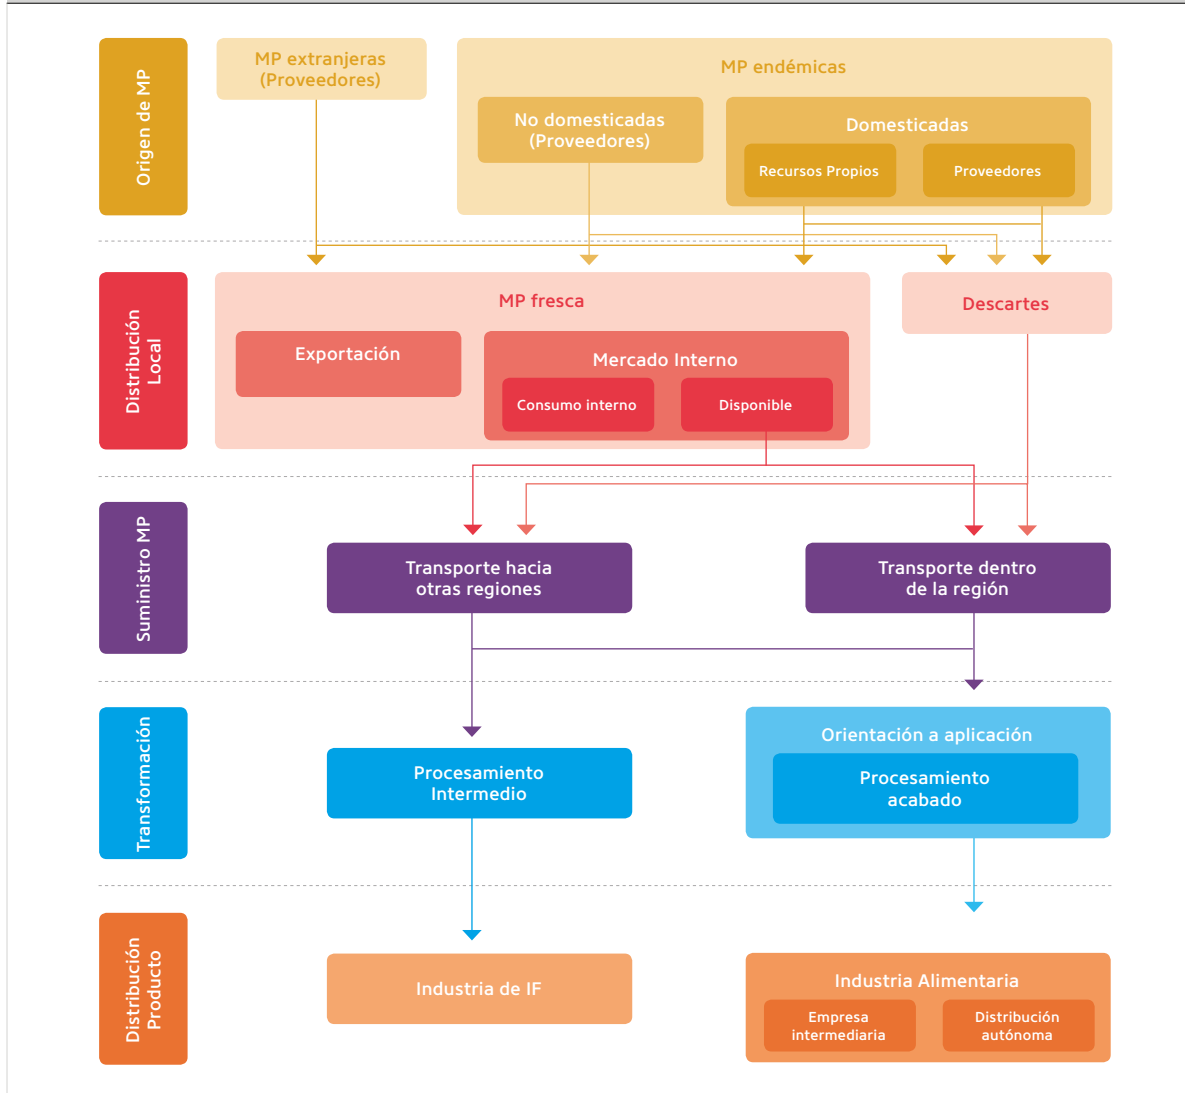 Origen de MP
MP extranjeras
(Proveedores)
MP endémicas
No domesticadas
(Proveedores)
Domesticadas
Recursos Propios
Proveedores
Distribución
Local
MP fresca
Exportación
Mercado Interno
Consumo interno
Disponible
Descartes
Suministro MP
Transporte hacia
otras regiones
Transporte dentro
de la región
Transformación
Procesamiento
Intermedio
Orientación a aplicación
Procesamiento
acabado
Distribución
Producto
Industria de IF
Industria Alimentaria
Empresa
intermediaria
Distribución
autónoma